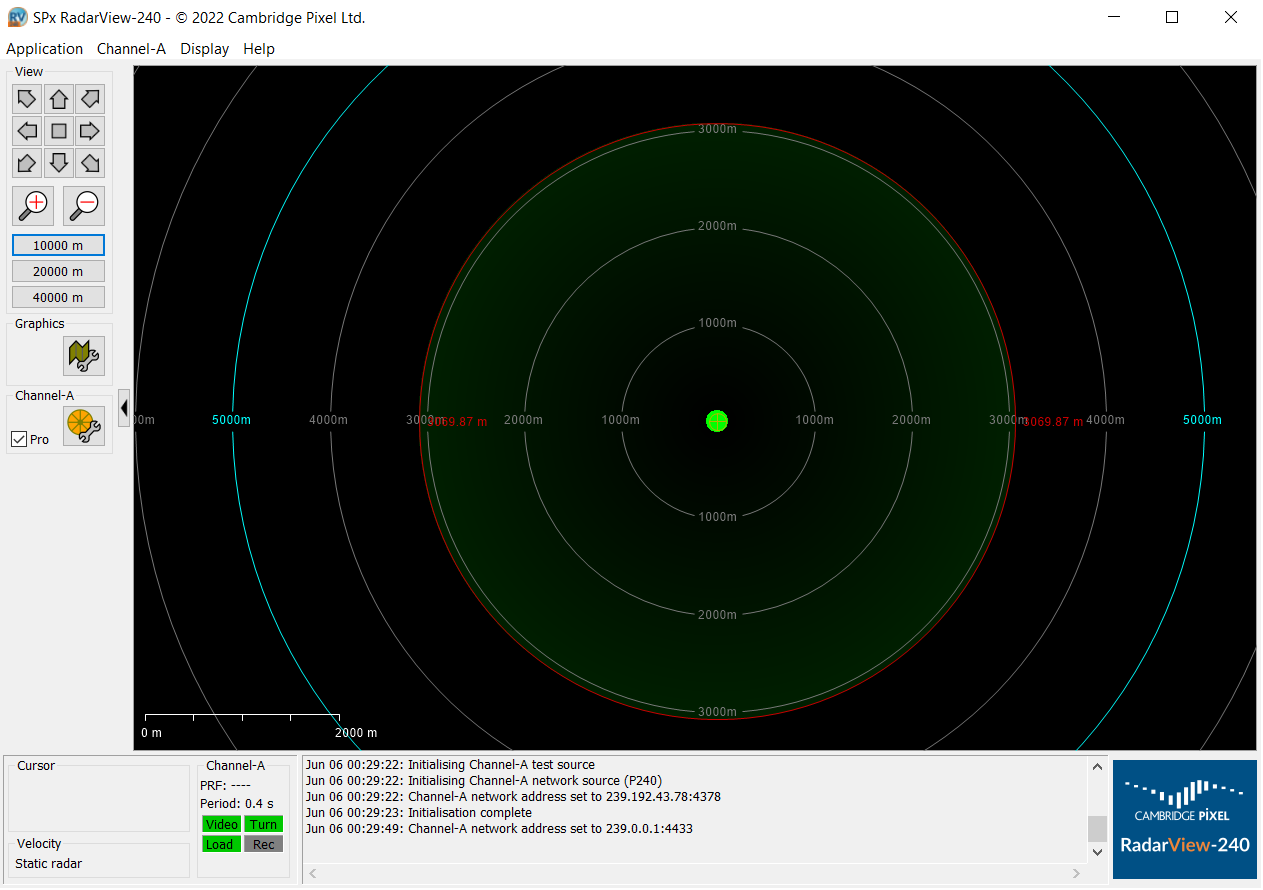 SPx RadarView-240 - © 2022 Cambridge Pixel Ltd.
Application Channel-A Display Help
View
10000 m
20000 m
40000 m
Graphics
Channel-A
Pro
3000m
2000m
1000m
00m 5000m 4000m 3000m 3069.87 m 2000m 1000m 1000m 2000m 3000m 3069.87 m 4000m 5000m
1000m
2000m
3000m
0 m 2000 m
Cursor
Velocity
Static radar
Channel-A
PRF: ----
Period: 0.4 s
Video Turn
Load Rec
Jun 06 00:29:22: Initialising Channel-A test source
Jun 06 00:29:22: Initialising Channel-A network source (P240)
Jun 06 00:29:22: Channel-A network address set to 239.192.43.78:4378
Jun 06 00:29:23: Initialisation complete
Jun 06 00:29:49: Channel-A network address set to 239.0.0.1:4433
CAMBRIDGE PIXEL
RadarView-240